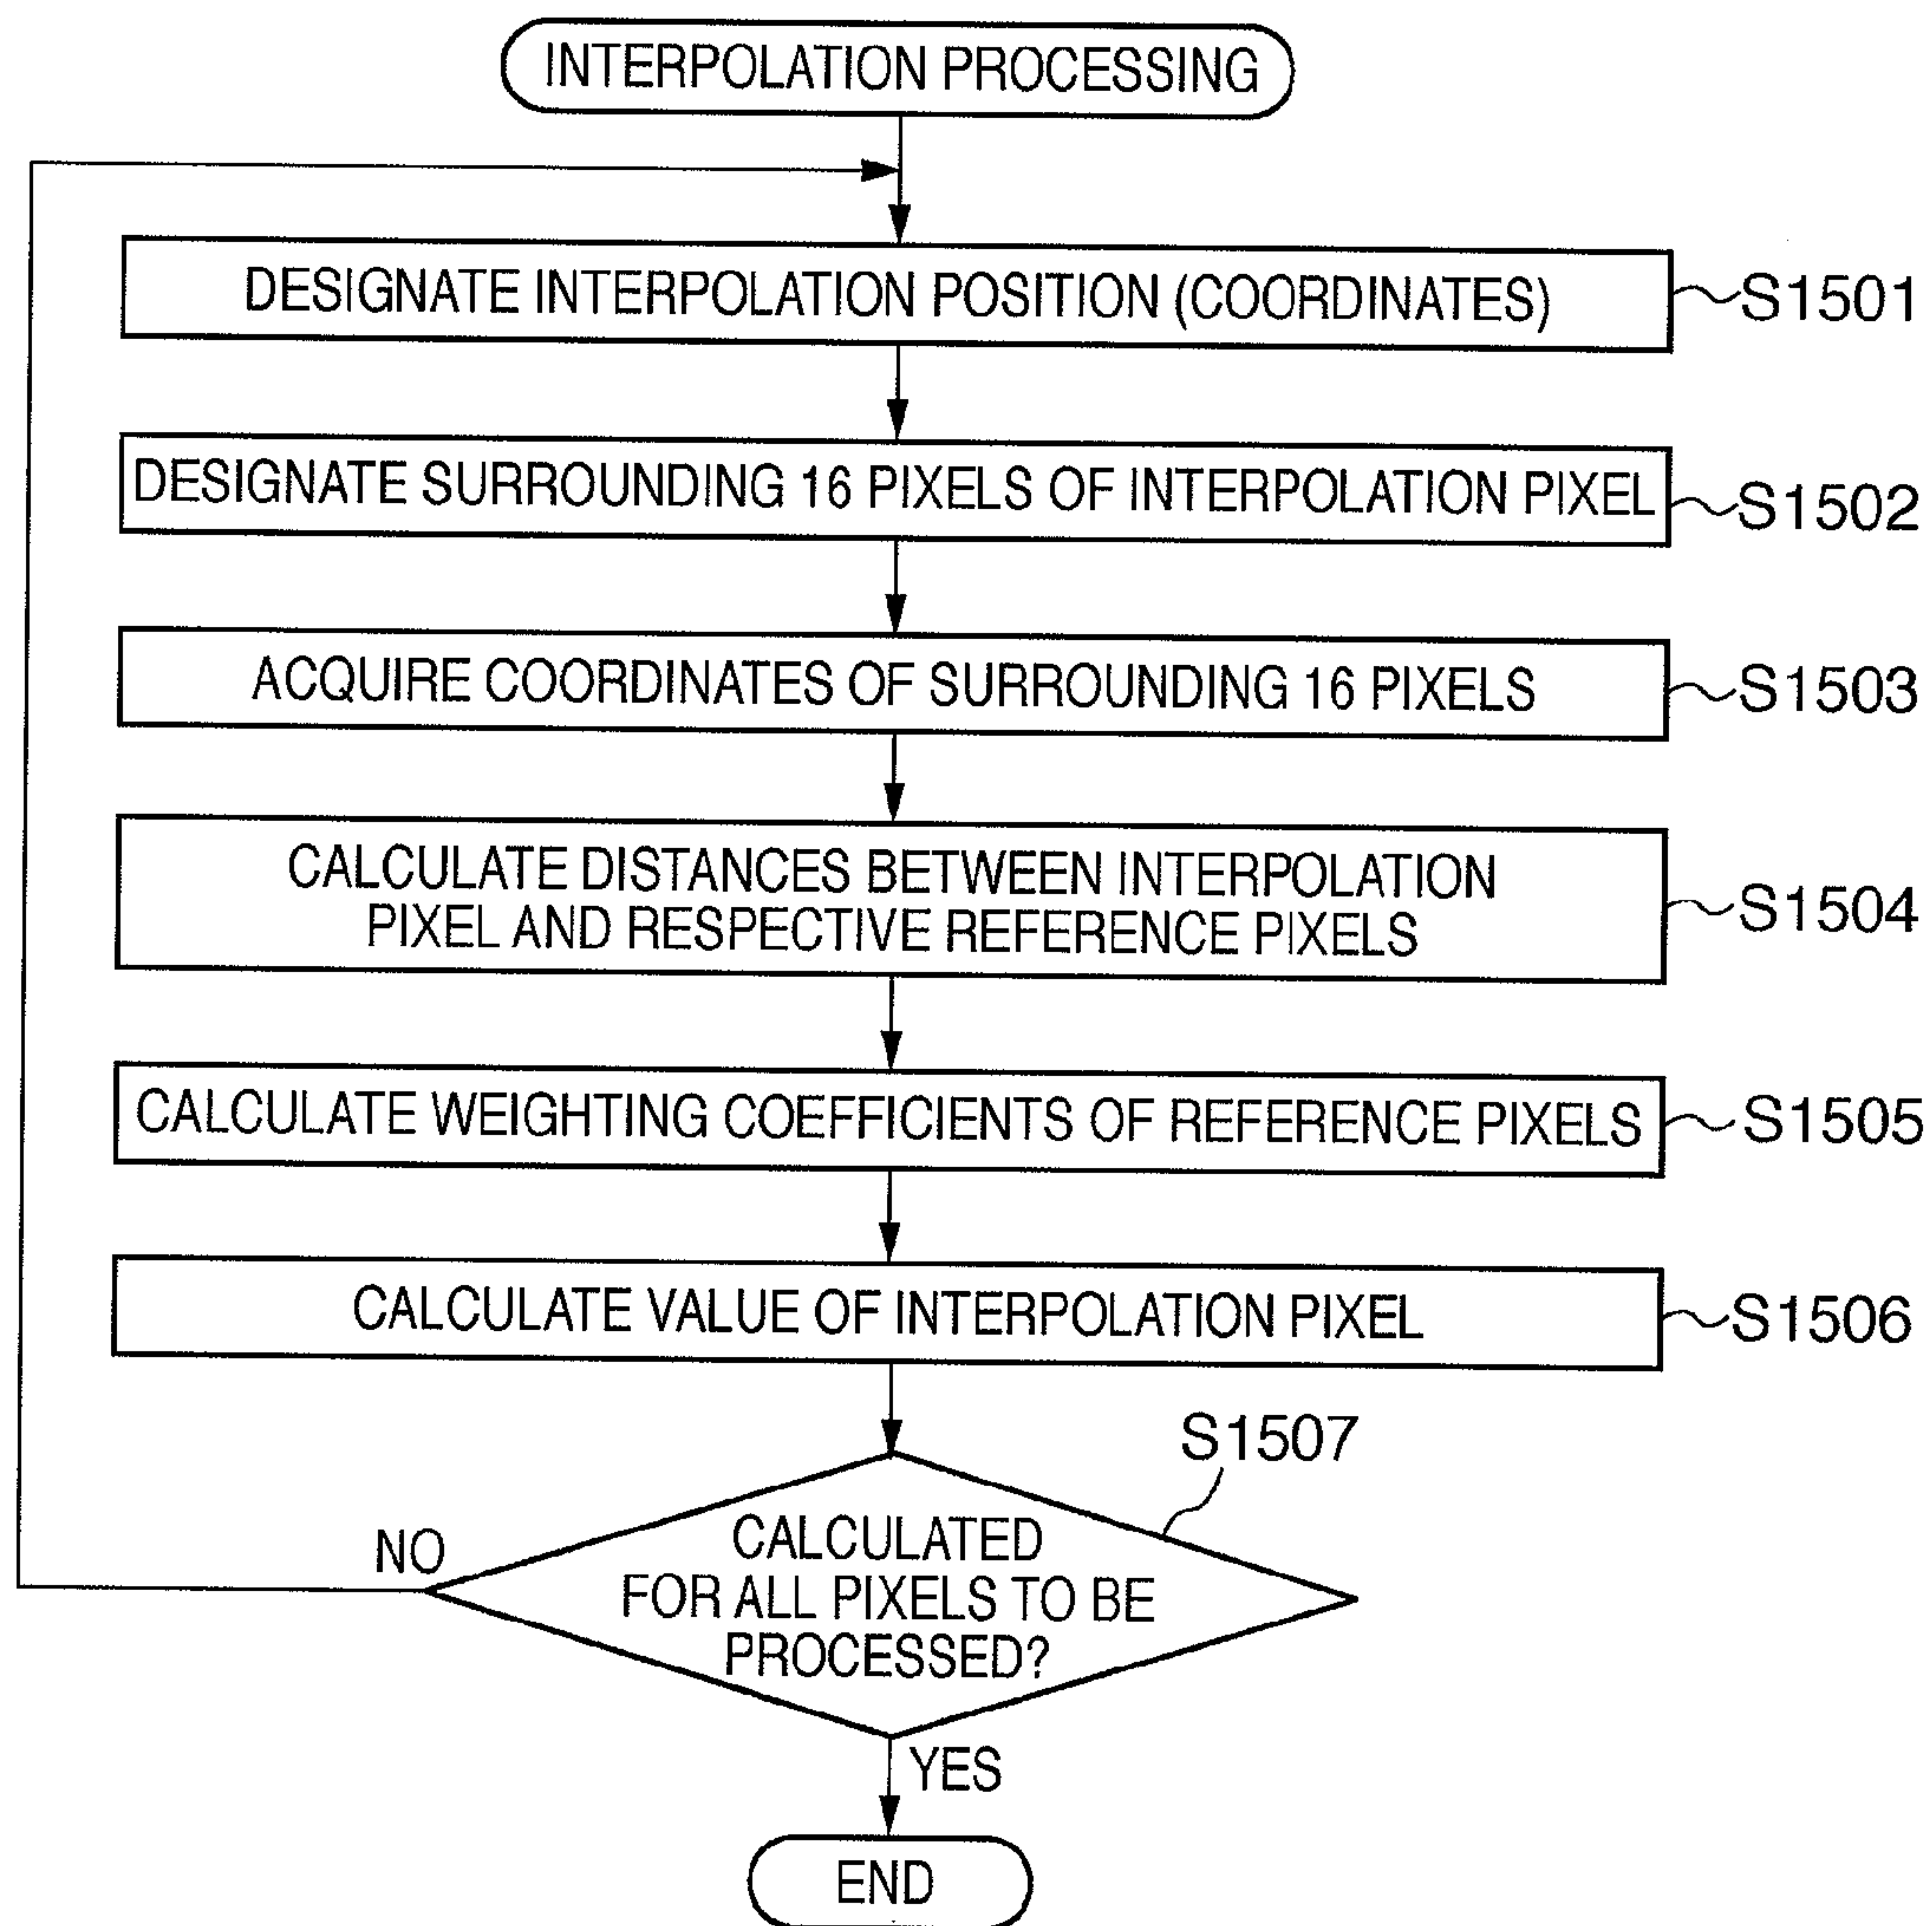 INTERPOLATION PROCESSING
DESIGNATE INTERPOLATION POSITION (COORDINATES)
S1501
DESIGNATE SURROUNDING 16 PIXELS OF INTERPOLATION PIXEL
S1502
ACQUIRE COORDINATES OF SURROUNDING 16 PIXELS
S1503
CALCULATE DISTANCES BETWEEN INTERPOLATION
PIXEL AND RESPECTIVE REFERENCE PIXELS
S1504
CALCULATE WEIGHTING COEFFICIENTS OF REFERENCE PIXELS
S1505
CALCULATE VALUE OF INTERPOLATION PIXEL
S1506
S1507
NO
CALCULATED
FOR ALL PIXELS TO BE
PROCESSED?
YES
END